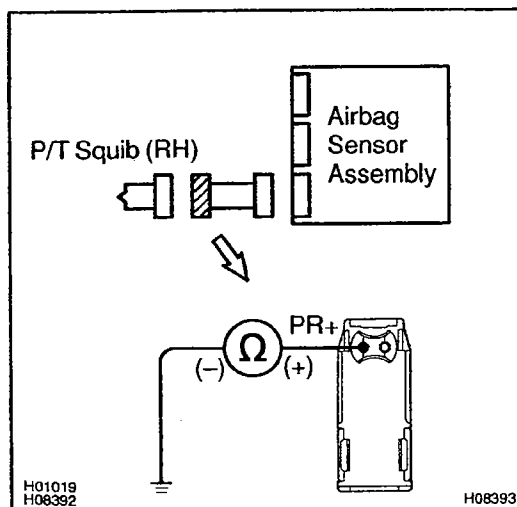 Airbag
Sensor
Assembly
P/T Squib (RH)
PR+
Ω
(-)
(+)
H01019
H08392
H08393